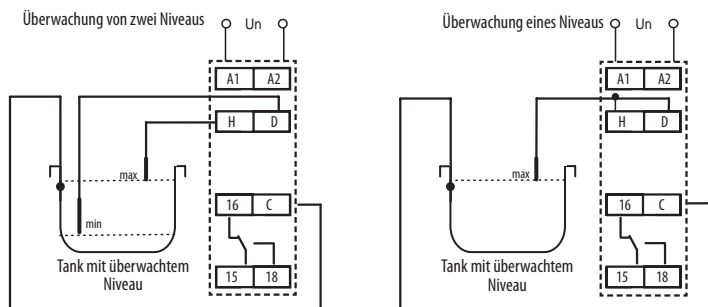 Überwachung von zwei Niveaus
Un
A1 A2
H D
max
min
16 C
15 18
Tank mit überwachtem
Niveau
Überwachung eines Niveaus
Un
A1 A2
H D
max
16 C
15 18
Tank mit überwachtem
Niveau